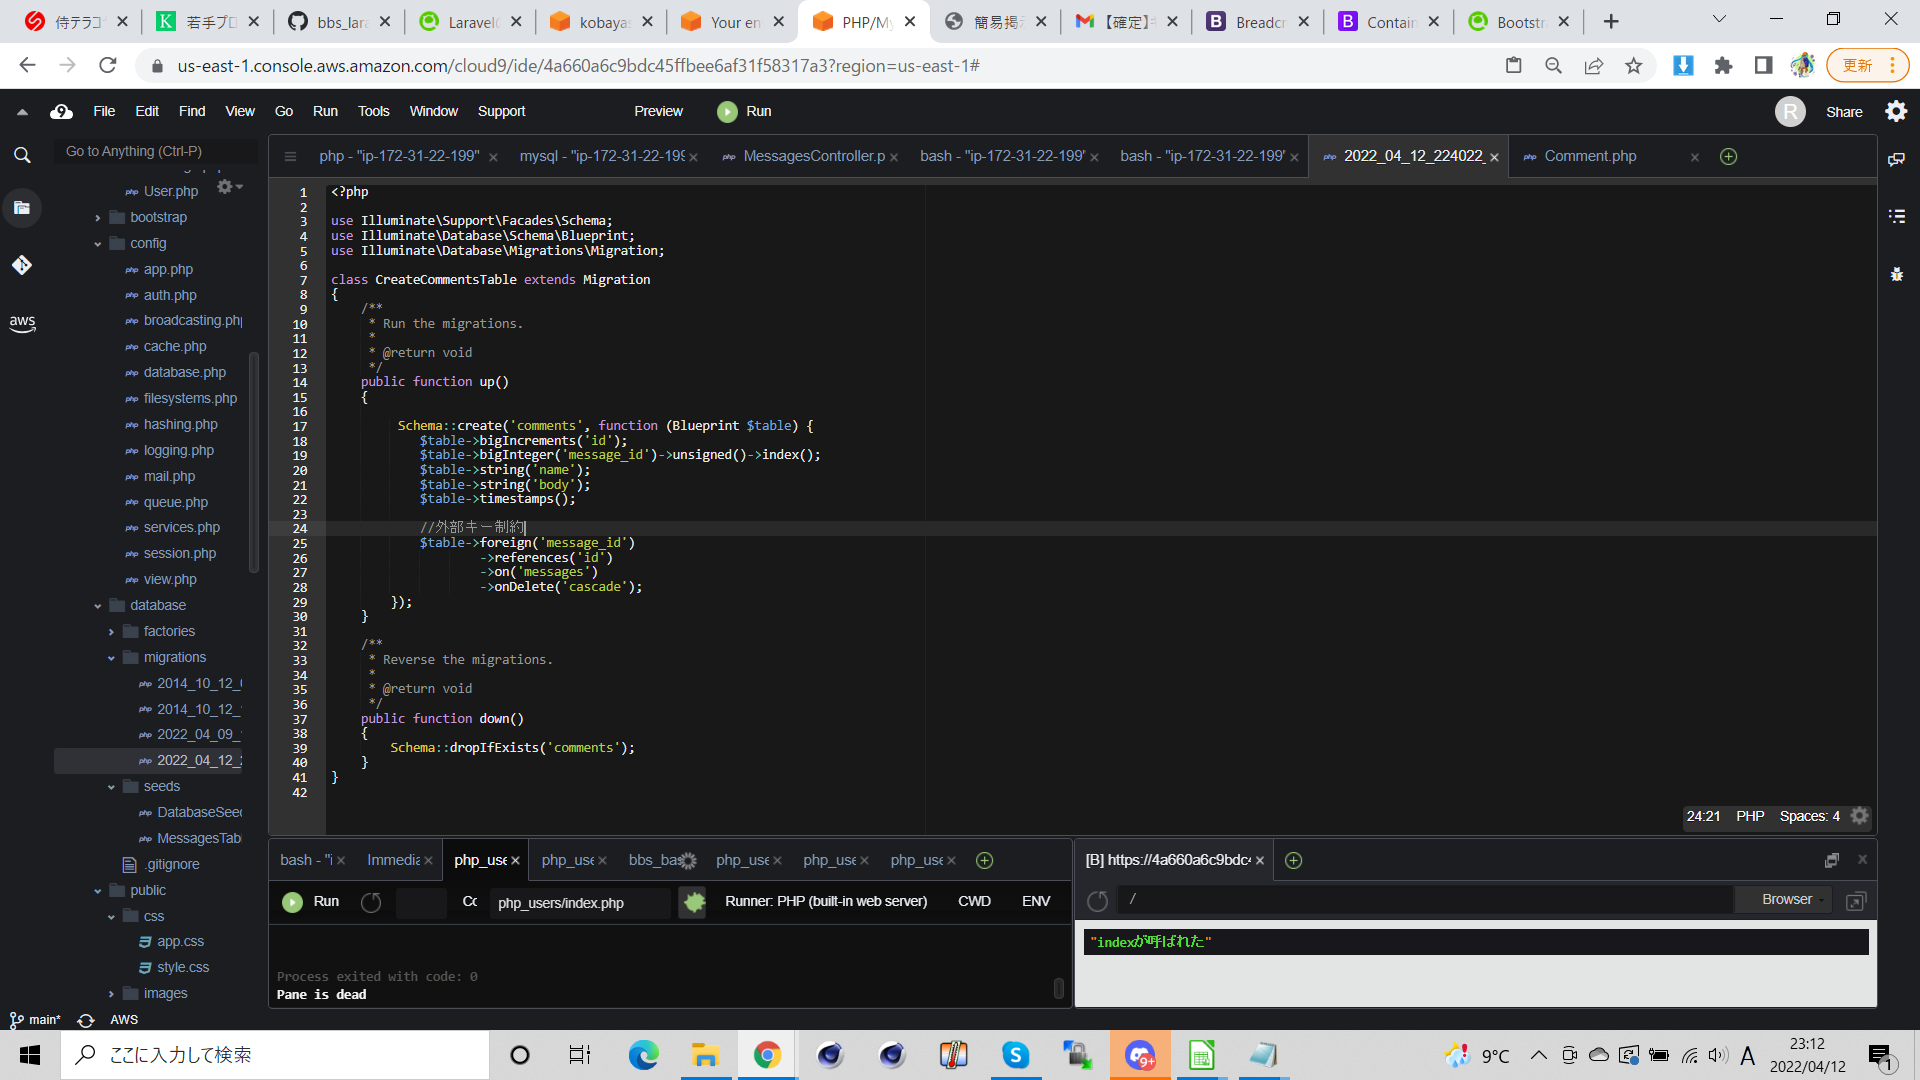 侍テラコ
若手プロ
bbs_lara
LaravelC
kobayas
Your en
PHP/My
簡易掲示
【確定】キ
Breadcr
Contain
Bootstr
us-east-1.console.aws.amazon.com/cloud9/ide/4a660a6c9bdc45ffbee6af31f58317a3?region=us-east-1#
更新
File Edit Find View Go Run Tools Window Support Preview Run
R Share
Go to Anything (Ctrl-P)
php - "ip-172-31-22-199"
mysql - "ip-172-31-22-199
MessagesController.p
bash - "ip-172-31-22-199"
bash - "ip-172-31-22-199"
2022_04_12_224022_
Comment.php
aws
User.php
bootstrap
config
app.php
auth.php
broadcasting.php
cache.php
database.php
filesystems.php
hashing.php
logging.php
mail.php
queue.php
services.php
session.php
view.php
database
factories
migrations
2014_10_12_0
2014_10_12_
2022_04_09_
2022_04_12_2
seeds
DatabaseSeed
MessagesTabl
.gitignore
public
css
app.css
style.css
images
main* AWS
1 <?php
2
3 use Illuminate\Support\Facades\Schema;
4 use Illuminate\Database\Schema\Blueprint;
5 use Illuminate\Database\Migrations\Migration;
6
7 class CreateCommentsTable extends Migration
8 {
9 /**
10 * Run the migrations.
11 *
12 * @return void
13 */
14 public function up()
15 {
16
17 Schema::create('comments', function (Blueprint $table) {
18 $table->bigIncrements('id');
19 $table->bigInteger('message_id')->unsigned()->index();
20 $table->string('name');
21 $table->string('body');
22 $table->timestamps();
23
24 //外部キー制約
25 $table->foreign('message_id')
26 ->references('id')
27 ->on('messages')
28 ->onDelete('cascade');
29 });
30 }
31
32 /**
33 * Reverse the migrations.
34 *
35 * @return void
36 */
37 public function down()
38 {
39 Schema::dropIfExists('comments');
40 }
41 }
42
24:21 PHP Spaces: 4
bash - "i
Immedia
php_use
php_use
bbs_bas
php_use
php_use
php_use
[B] https://4a660a6c9bdc4
Run
php_users/index.php
Runner: PHP (built-in web server)
CWD
ENV
/
Browser
Process exited with code: 0
Pane is dead
"indexが呼ばれた"
ここに入力して検索
9+
9°C
A
23:12
2022/04/12
1